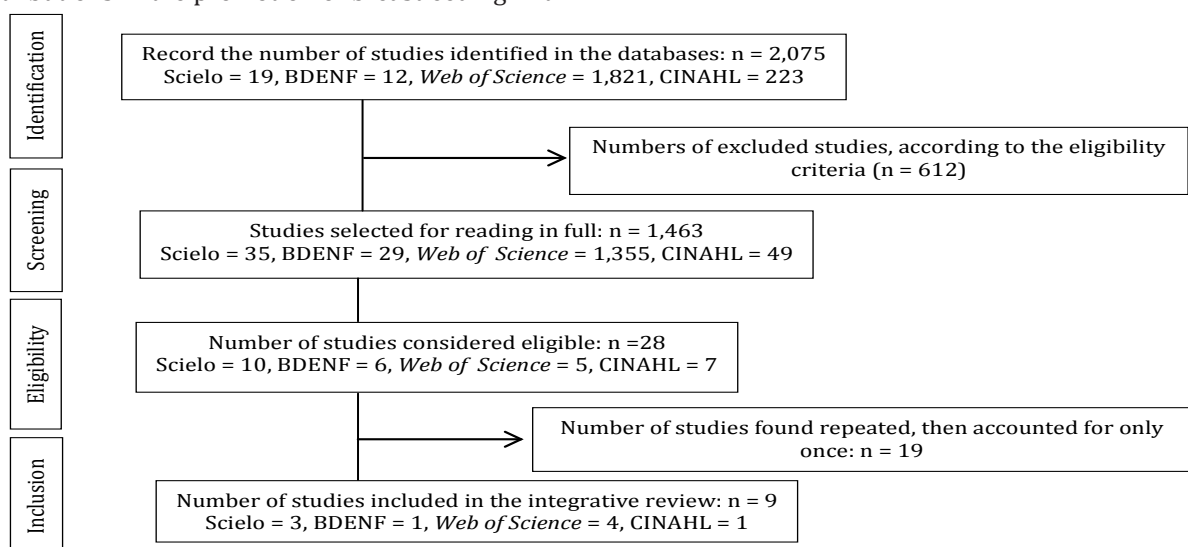 Identification
Record the number of studies identified in the databases: n = 2,075
Scielo = 19, BDENF = 12, Web of Science = 1,821, CINAHL = 223
Numbers of excluded studies, according to the eligibility
criteria (n = 612)
Screening
Studies selected for reading in full: n = 1,463
Scielo = 35, BDENF = 29, Web of Science = 1,355, CINAHL = 49
Eligibility
Number of studies considered eligible: n =28
Scielo = 10, BDENF = 6, Web of Science = 5, CINAHL = 7
Number of studies found repeated, then accounted for only
once: n = 19
Inclusion
Number of studies included in the integrative review: n = 9
Scielo = 3, BDENF = 1, Web of Science = 4, CINAHL = 1